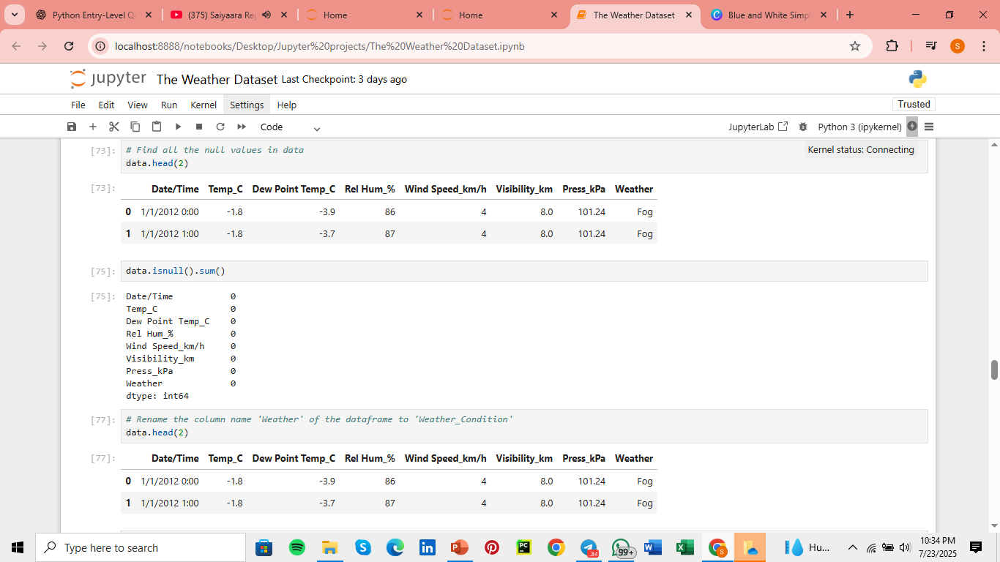 Python Entry-Level Q
(375) Saiyaara Rep
Home
Home
The Weather Dataset
Blue and White Simpl
localhost:8888/notebooks/Desktop/Jupyter%20projects/The%20Weather%20Dataset.ipynb
S
jupyter The Weather Dataset Last Checkpoint: 3 days ago
File Edit View Run Kernel Settings Help
Trusted
Code
JupyterLab
Python 3 (ipykernel)
Kernel status: Connecting
[73]: # Find all the null values in data
data.head(2)
[73]: Date/Time Temp_C Dew Point Temp_C Rel Hum_% Wind Speed_km/h Visibility_km Press_kPa Weather
0 1/1/2012 0:00 -1.8 -3.9 86 4 8.0 101.24 Fog
1 1/1/2012 1:00 -1.8 -3.7 87 4 8.0 101.24 Fog
[75]: data.isnull().sum()
[75]: Date/Time 0
Temp_C 0
Dew Point Temp_C 0
Rel Hum_% 0
Wind Speed_km/h 0
Visibility_km 0
Press_kPa 0
Weather 0
dtype: int64
[77]: # Rename the column name 'Weather' of the dataframe to 'Weather_Condition'
data.head(2)
[77]: Date/Time Temp_C Dew Point Temp_C Rel Hum_% Wind Speed_km/h Visibility_km Press_kPa Weather
0 1/1/2012 0:00 -1.8 -3.9 86 4 8.0 101.24 Fog
1 1/1/2012 1:00 -1.8 -3.7 87 4 8.0 101.24 Fog
Type here to search
PC
.34
99+
S
Hu...
10:34 PM
7/23/2025